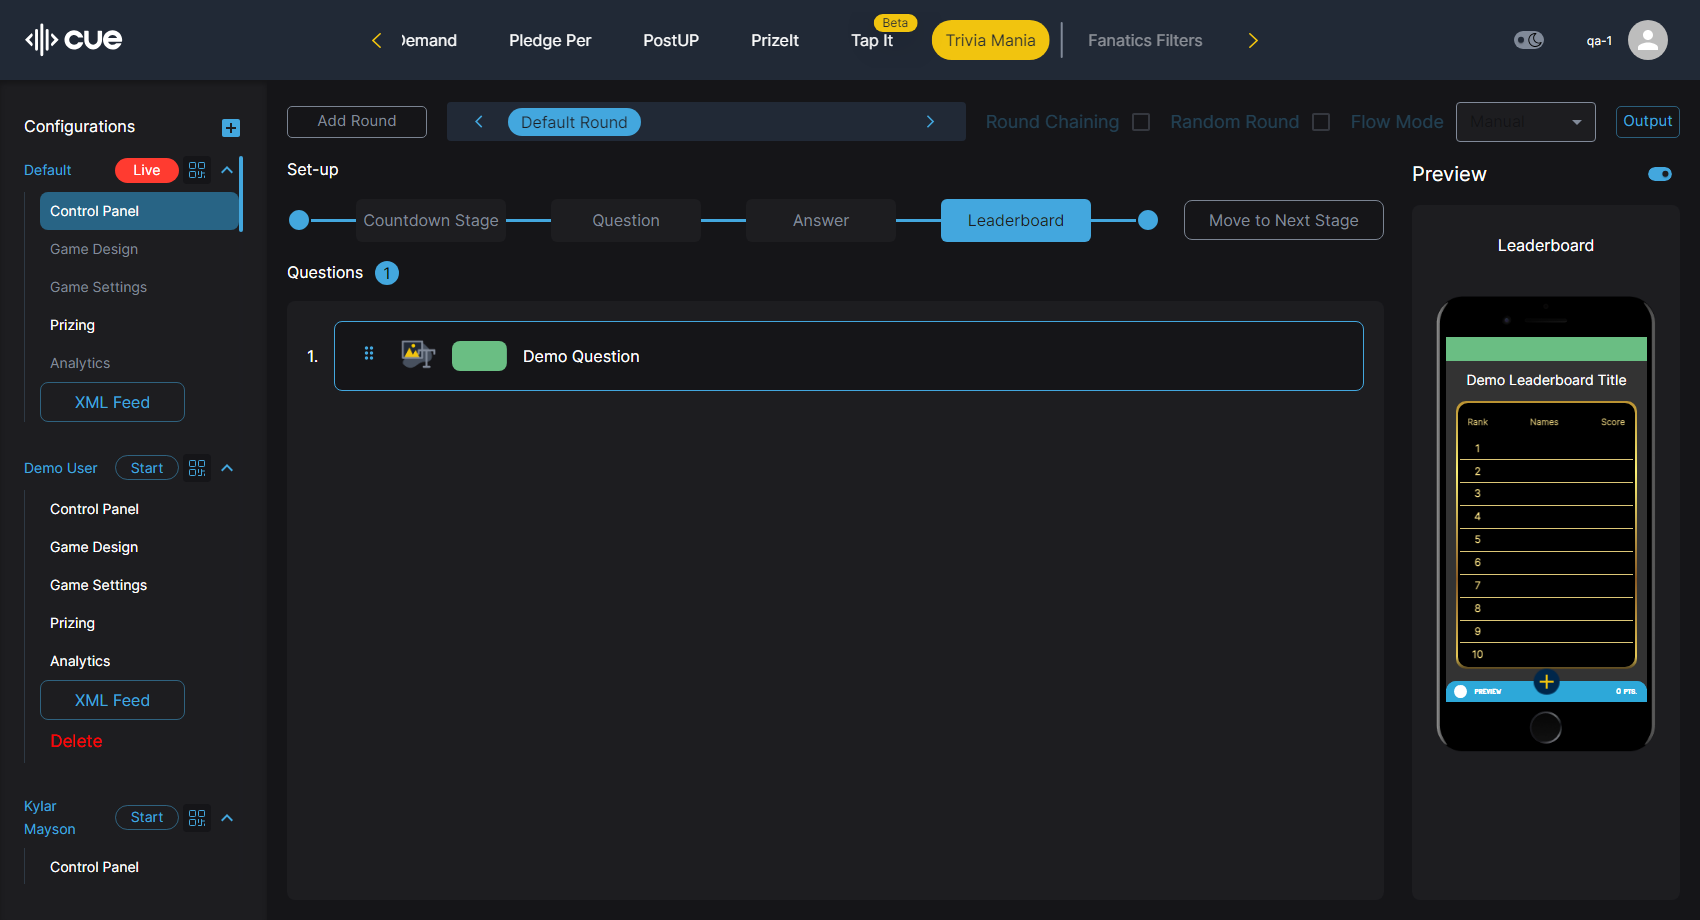 cue
Demand
Pledge Per
PostUP
PrizeIt
Tap It
Beta
Trivia Mania
Fanatics Filters
qa-1
Configurations
Default
Live
Control Panel
Game Design
Game Settings
Prizing
Analytics
XML Feed
Demo User
Start
Control Panel
Game Design
Game Settings
Prizing
Analytics
XML Feed
Delete
Kylar
Mayson
Start
Control Panel
Add Round
Default Round
Round Chaining
Random Round
Flow Mode
Manual
Output
Set-up
Countdown Stage
Question
Answer
Leaderboard
Move to Next Stage
Questions
1
1.
Demo Question
Preview
Leaderboard
Demo Leaderboard Title
Rank Names Score
1
2
3
4
5
6
7
8
9
10
PREVIEW
0 PTS.